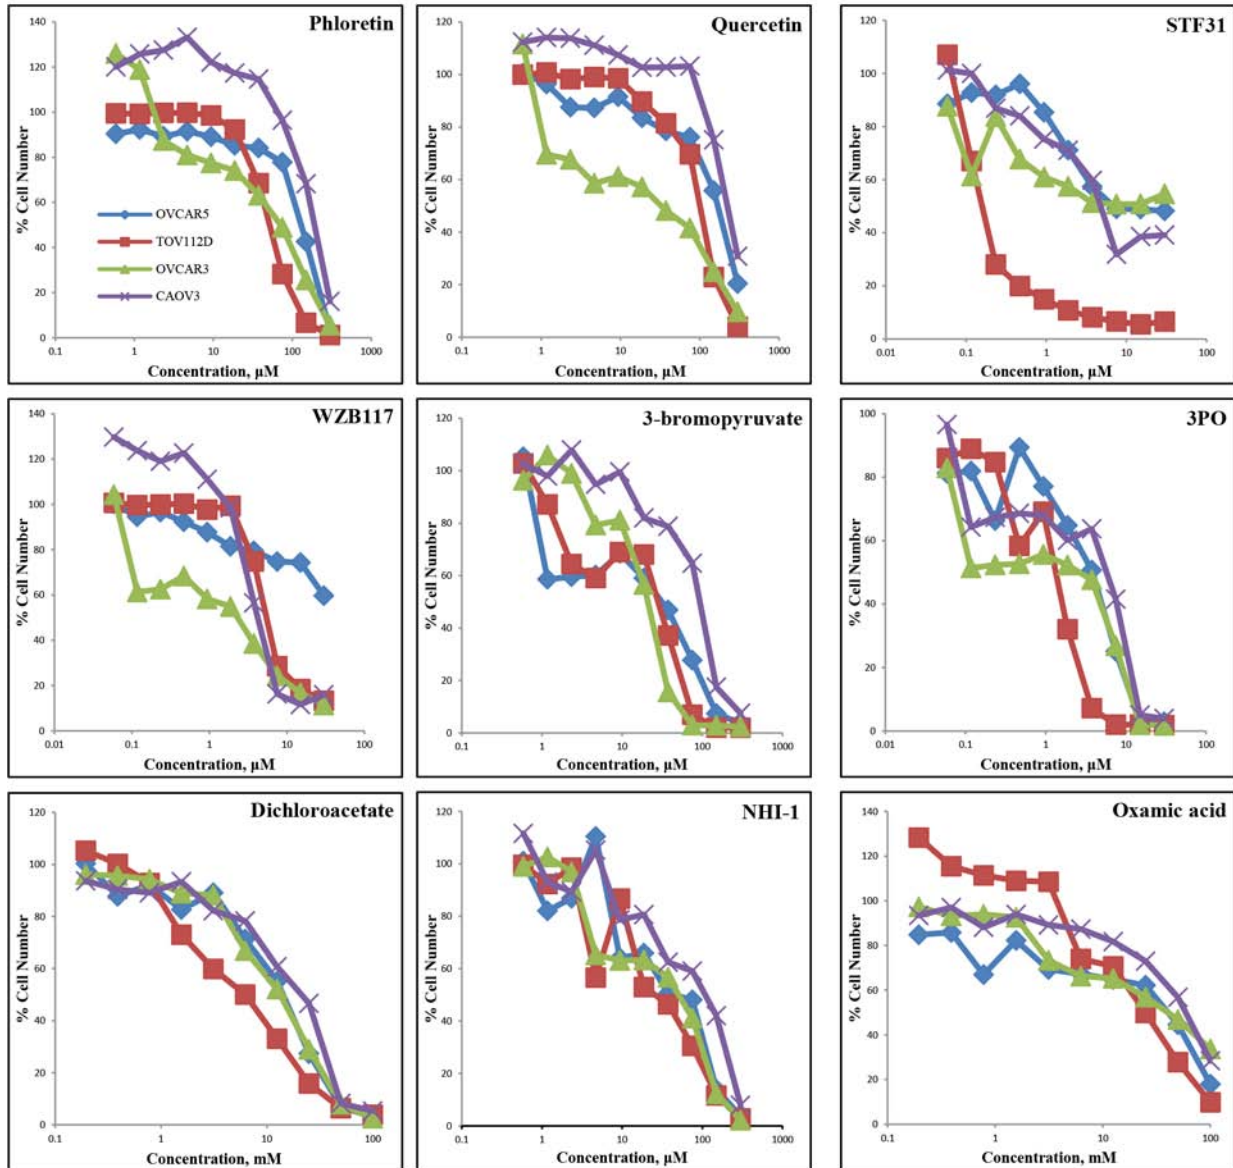 Phloretin
140
120
100
80
60
40
20
0
% Cell Number
OVCAR5
TOV112D
OVCAR3
CAOV3
0.1 1 10 100 1000
Concentration, µM
Quercetin
120
100
80
60
40
20
0
% Cell Number
0.1 1 10 100 1000
Concentration, µM
STF31
120
100
80
60
40
20
0
% Cell Number
0.01 0.1 1 10 100
Concentration, µM
WZB117
140
120
100
80
60
40
20
0
% Cell Number
0.01 0.1 1 10 100
Concentration, µM
3-bromopyruvate
120
100
80
60
40
20
0
% Cell Number
0.1 1 10 100 1000
Concentration, µM
3PO
100
80
60
40
20
0
% Cell Number
0.01 0.1 1 10 100
Concentration, µM
Dichloroacetate
120
100
80
60
40
20
0
% Cell Number
0.1 1 10 100
Concentration, mM
NHI-1
120
100
80
60
40
20
0
% Cell Number
0.1 1 10 100 1000
Concentration, µM
Oxamic acid
140
120
100
80
60
40
20
0
% Cell Number
0.1 1 10 100
Concentration, mM